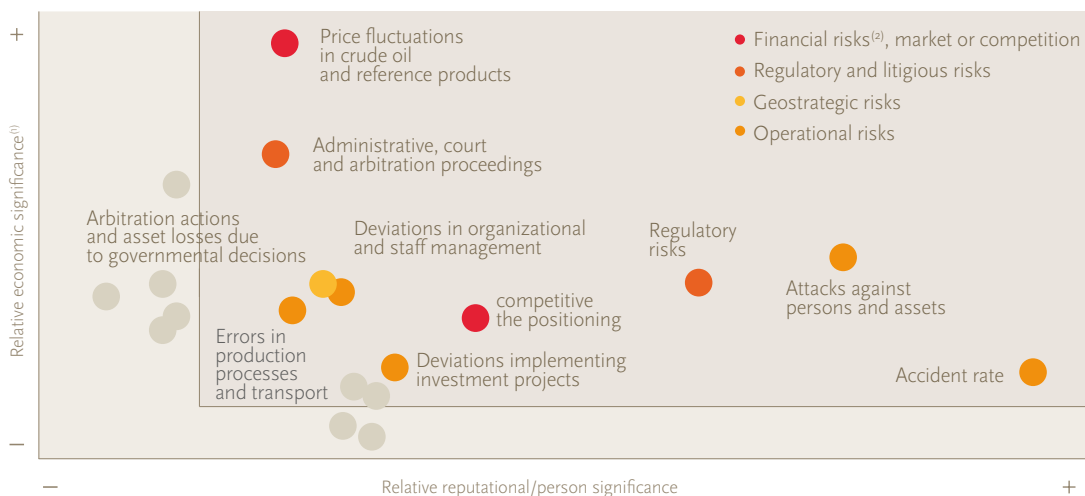 +
Relative economic significance⁽¹⁾
—
Price fluctuations
in crude oil
and reference products
Financial risks⁽²⁾, market or competition
Regulatory and litigious risks
Geostrategic risks
Operational risks
Administrative, court
and arbitration proceedings
Arbitration actions
and asset losses due
to governmental decisions
Deviations in organizational
and staff management
Regulatory
risks
Attacks against
persons and assets
competitive
the positioning
Errors in
production
processes
and transport
Deviations implementing
investment projects
Accident rate
—
Relative reputational/person significance
+